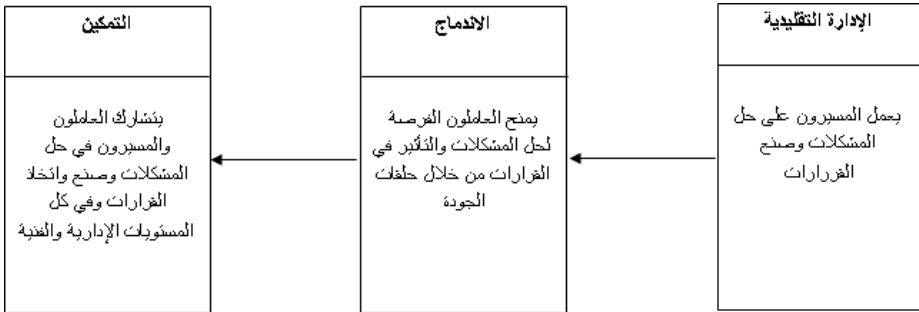 الإدارة التقليدية
يعمل المسيرون على حل
المشكلات وصنع
القررارات
الاندماج
يمنح العاملون الفرصة
لحل المشكلات والتأثير في
القرارات من خلال حلقات
الجودة
التمكين
يتشارك العاملون
والمسيرون في حل
المشكلات وصنع واتخاذ
القرارات وفي كل
المستويات الإدارية والفنية